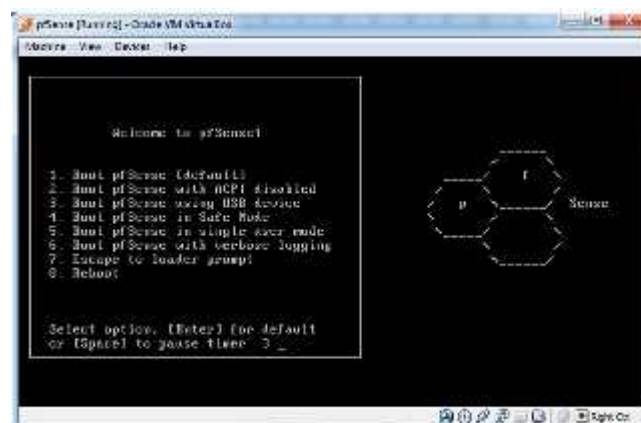 pfSense [Running] - Oracle VM VirtualBox
Machine View Devices Help
Welcome to pfSense!
1. Boot pfSense [default]
2. Boot pfSense with ACPI disabled
3. Boot pfSense using USB device
4. Boot pfSense in Safe Mode
5. Boot pfSense in single user mode
6. Boot pfSense with verbose logging
7. Escape to loader prompt
8. Reboot
Select option, [Enter] for default
or [Space] to pause timer 3 _
f
p
Sense
Right Ctrl